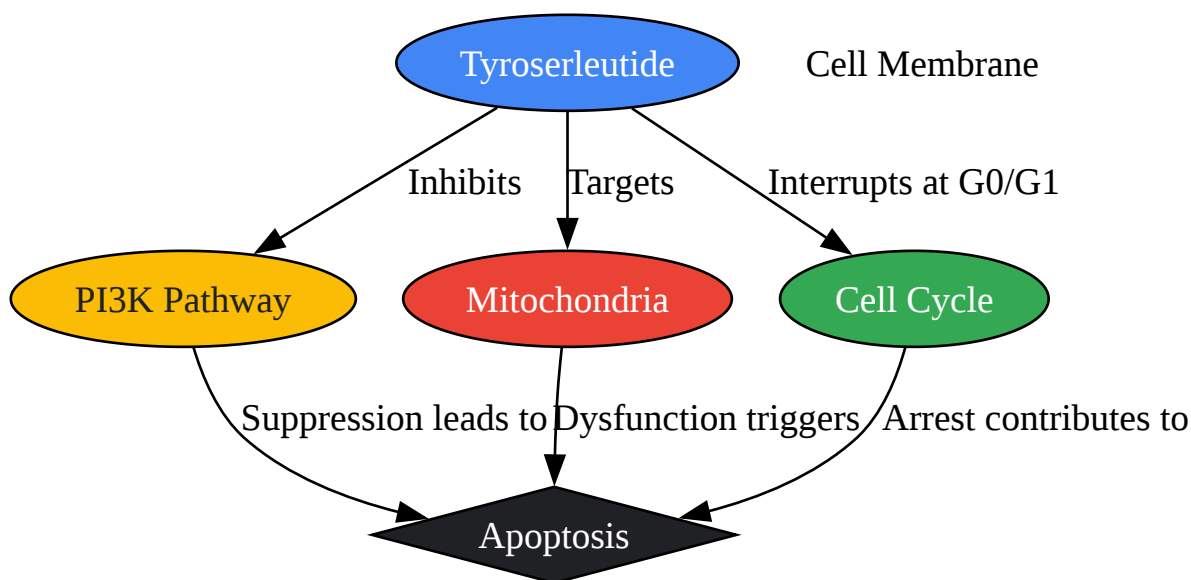 Tyroserleutide
Cell Membrane
Inhibits
Targets
Interrupts at G0/G1
PI3K Pathway
Mitochondria
Cell Cycle
Suppression leads to
Dysfunction triggers
Arrest contributes to
Apoptosis